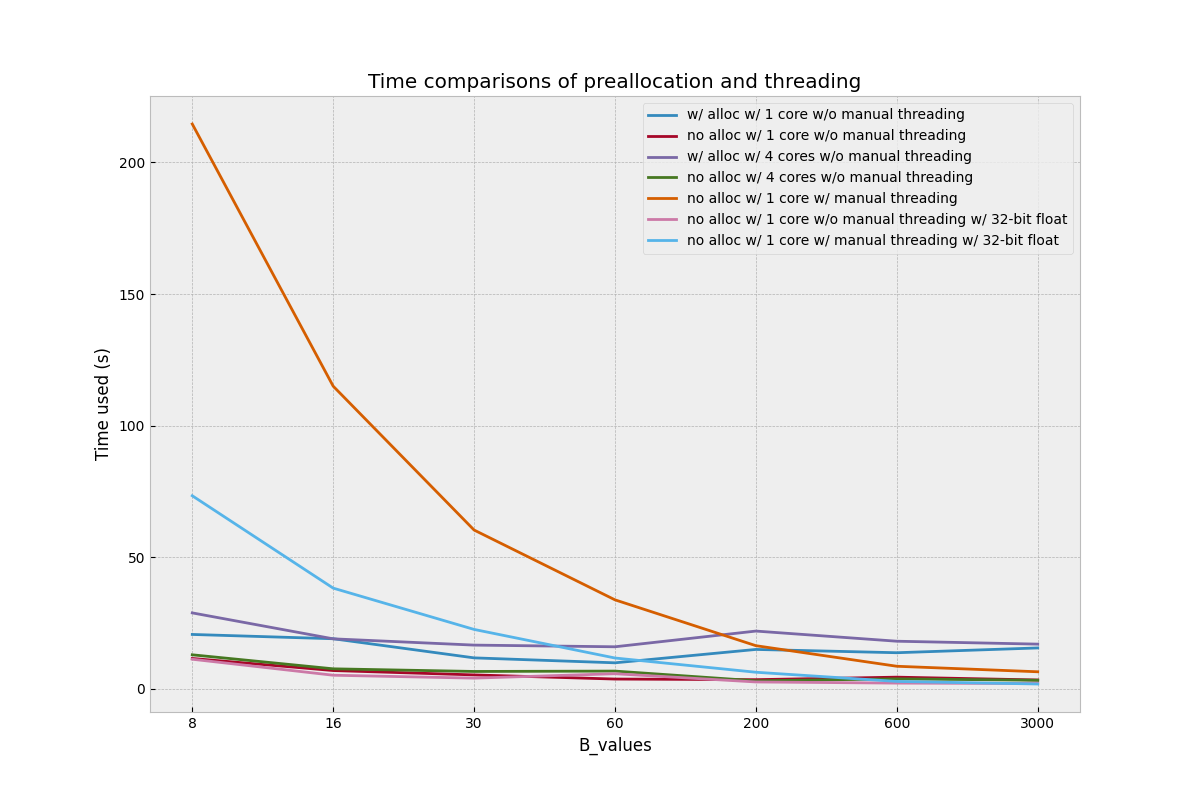 Time comparisons of preallocation and threading
w/ alloc w/ 1 core w/o manual threading
no alloc w/ 1 core w/o manual threading
w/ alloc w/ 4 cores w/o manual threading
no alloc w/ 4 cores w/o manual threading
no alloc w/ 1 core w/ manual threading
no alloc w/ 1 core w/o manual threading w/ 32-bit float
no alloc w/ 1 core w/ manual threading w/ 32-bit float
200
150
100
50
0
Time used (s)
8 16 30 60 200 600 3000
B_values